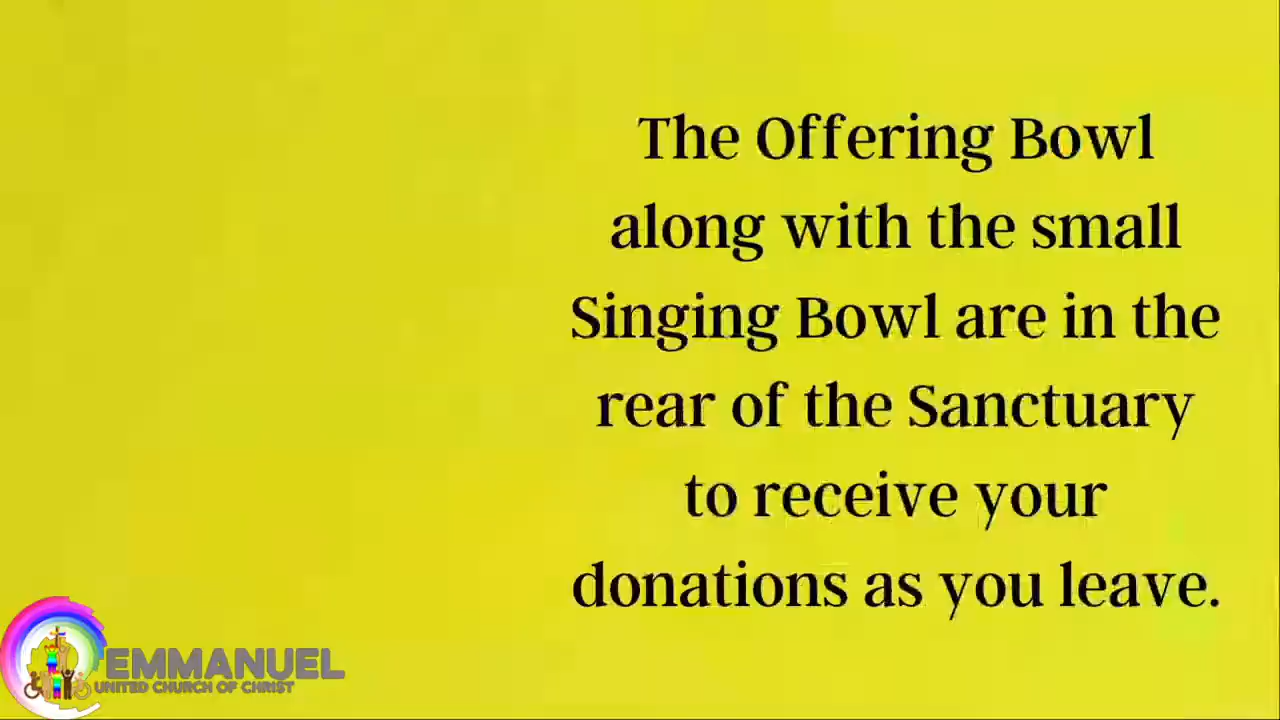 The Offering Bowl
along with the small
Singing Bowl are in the
rear of the Sanctuary
to receive your
donations as you leave.
EMMANUEL
UNITED CHURCH OF CHRIST